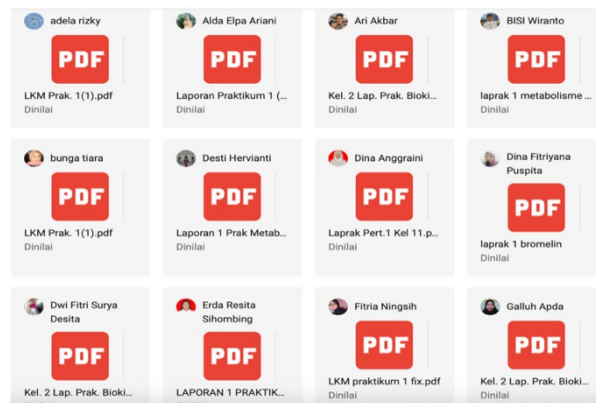 adela rizky
PDF
LKM Prak. 1(1).pdf
Dinilai
Alda Elpa Ariani
PDF
Laporan Praktikum 1 (...
Dinilai
Ari Akbar
PDF
Kel. 2 Lap. Prak. Bioki...
Dinilai
BISI Wiranto
PDF
laprak 1 metabolisme ...
Dinilai
bunga tiara
PDF
LKM Prak. 1(1).pdf
Dinilai
Desti Hervianti
PDF
Laporan 1 Prak Metab...
Dinilai
Dina Anggraini
PDF
Laprak Pert.1 Kel 11.p...
Dinilai
Dina Fitriyana
Puspita
PDF
laprak 1 bromelin
Dinilai
Dwi Fitri Surya
Desita
PDF
Kel. 2 Lap. Prak. Bioki...
Erda Resita
Sihombing
PDF
LAPORAN 1 PRAKTIK...
Fitria Ningsih
PDF
LKM praktikum 1 fix.pdf
Dinilai
Galluh Apda
PDF
Kel. 2 Lap. Prak. Bioki...
Dinilai